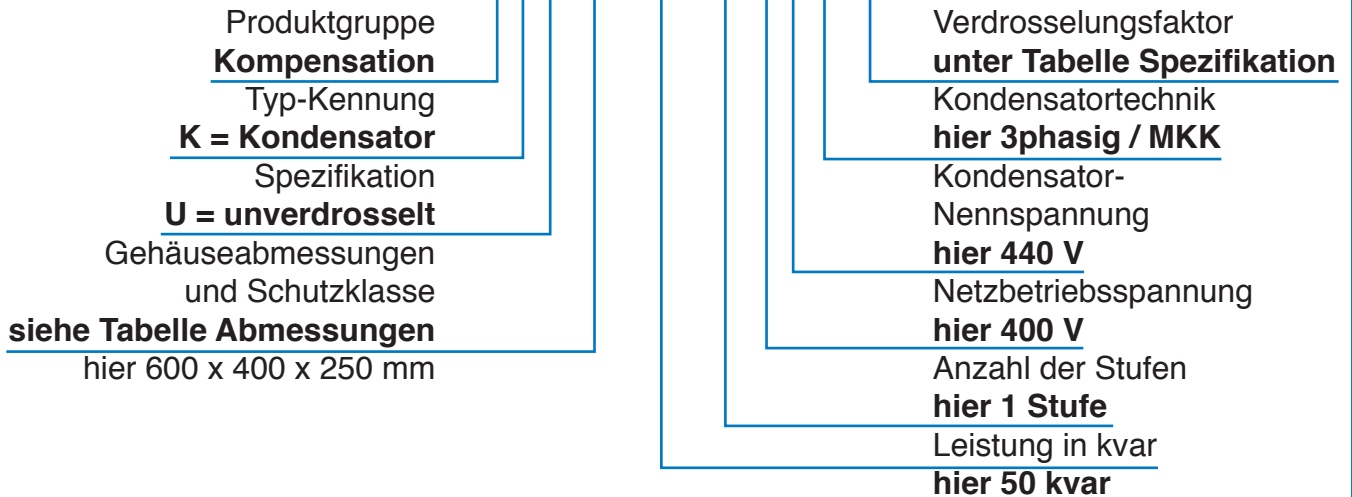 Produktgruppe
Kompensation
Typ-Kennung
K = Kondensator
Spezifikation
U = unverdrosselt
Gehäuseabmessungen
und Schutzklasse
siehe Tabelle Abmessungen
hier 600 x 400 x 250 mm
Verdrosselungsfaktor
unter Tabelle Spezifikation
Kondensatortechnik
hier 3phasig / MKK
Kondensator-
Nennspannung
hier 440 V
Netzbetriebsspannung
hier 400 V
Anzahl der Stufen
hier 1 Stufe
Leistung in kvar
hier 50 kvar